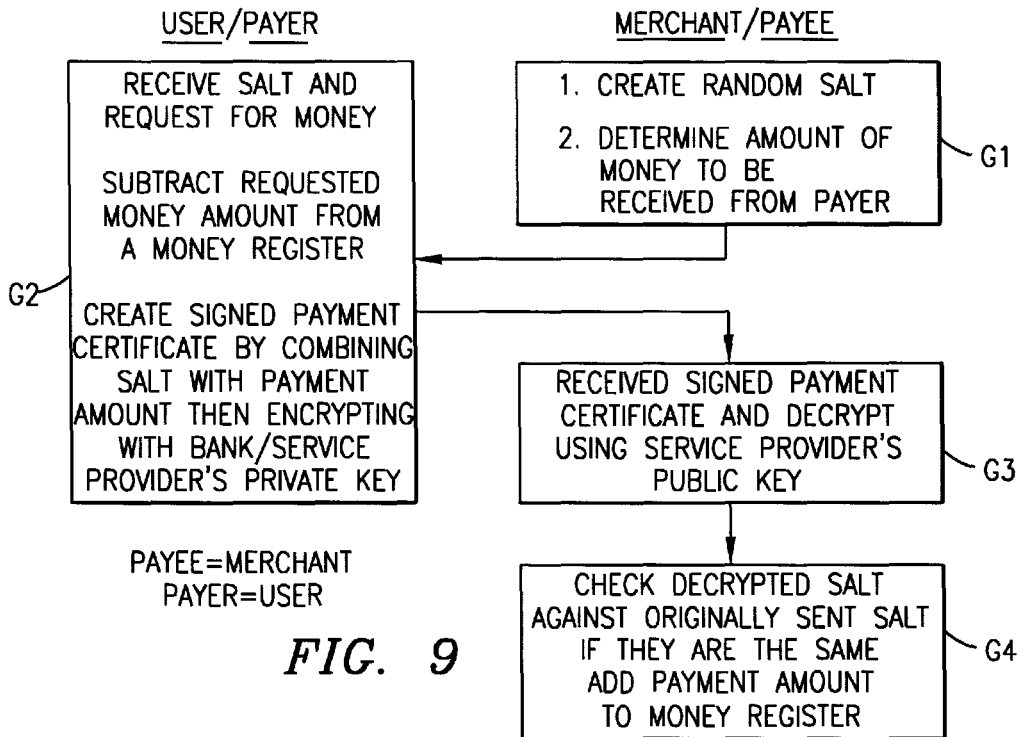 USER/PAYER
RECEIVE SALT AND
REQUEST FOR MONEY
SUBTRACT REQUESTED
MONEY AMOUNT FROM
A MONEY REGISTER
CREATE SIGNED PAYMENT
CERTIFICATE BY COMBINING
SALT WITH PAYMENT
AMOUNT THEN ENCRYPTING
WITH BANK/SERVICE
PROVIDER'S PRIVATE KEY
G2
MERCHANT/PAYEE
1. CREATE RANDOM SALT
2. DETERMINE AMOUNT OF
MONEY TO BE
RECEIVED FROM PAYER
G1
RECEIVED SIGNED PAYMENT
CERTIFICATE AND DECRYPT
USING SERVICE PROVIDER'S
PUBLIC KEY
G3
CHECK DECRYPTED SALT
AGAINST ORIGINALLY SENT SALT
IF THEY ARE THE SAME
ADD PAYMENT AMOUNT
TO MONEY REGISTER
G4
PAYEE=MERCHANT
PAYER=USER
FIG. 9